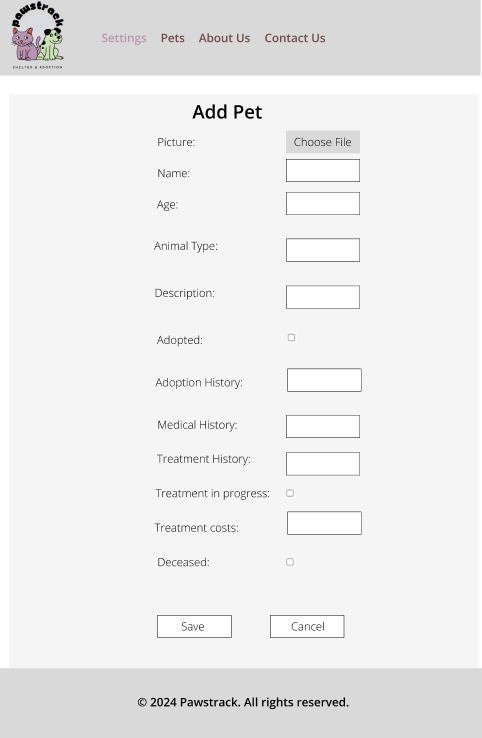 Pawstrack
SHELTER & ADOPTION
Settings Pets About Us Contact Us
Add Pet
Picture: Choose File
Name:
Age:
Animal Type:
Description:
Adopted:
Adoption History:
Medical History:
Treatment History:
Treatment in progress:
Treatment costs:
Deceased:
Save Cancel
© 2024 Pawstrack. All rights reserved.